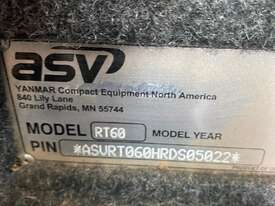 asv
YANMAR Compact Equipment North America
840 Lily Lane
Grand Rapids, MN 55744
MODEL RT60 MODEL YEAR
PIN *ASVRT060HRDS05022*